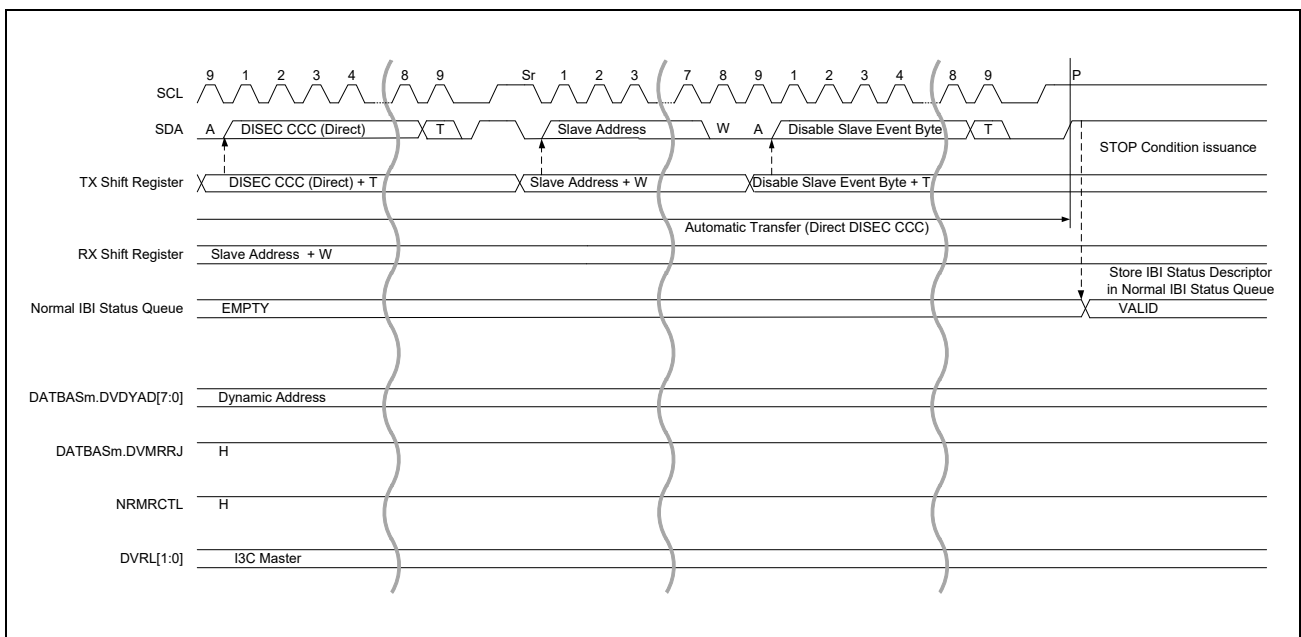 9 1 2 3 4 8 9 Sr 1 2 3 7 8 9 1 2 3 4 8 9 P
SCL
SDA A DISEC CCC (Direct) T Slave Address W A Disable Slave Event Byte T
STOP Condition issuance
TX Shift Register DISEC CCC (Direct) + T Slave Address + W Disable Slave Event Byte + T
Automatic Transfer (Direct DISEC CCC)
RX Shift Register Slave Address + W
Store IBI Status Descriptor
in Normal IBI Status Queue
Normal IBI Status Queue EMPTY VALID
DATBASm.DVDYAD[7:0] Dynamic Address
DATBASm.DVMRRJ H
NRMRCTL H
DVRL[1:0] I3C Master